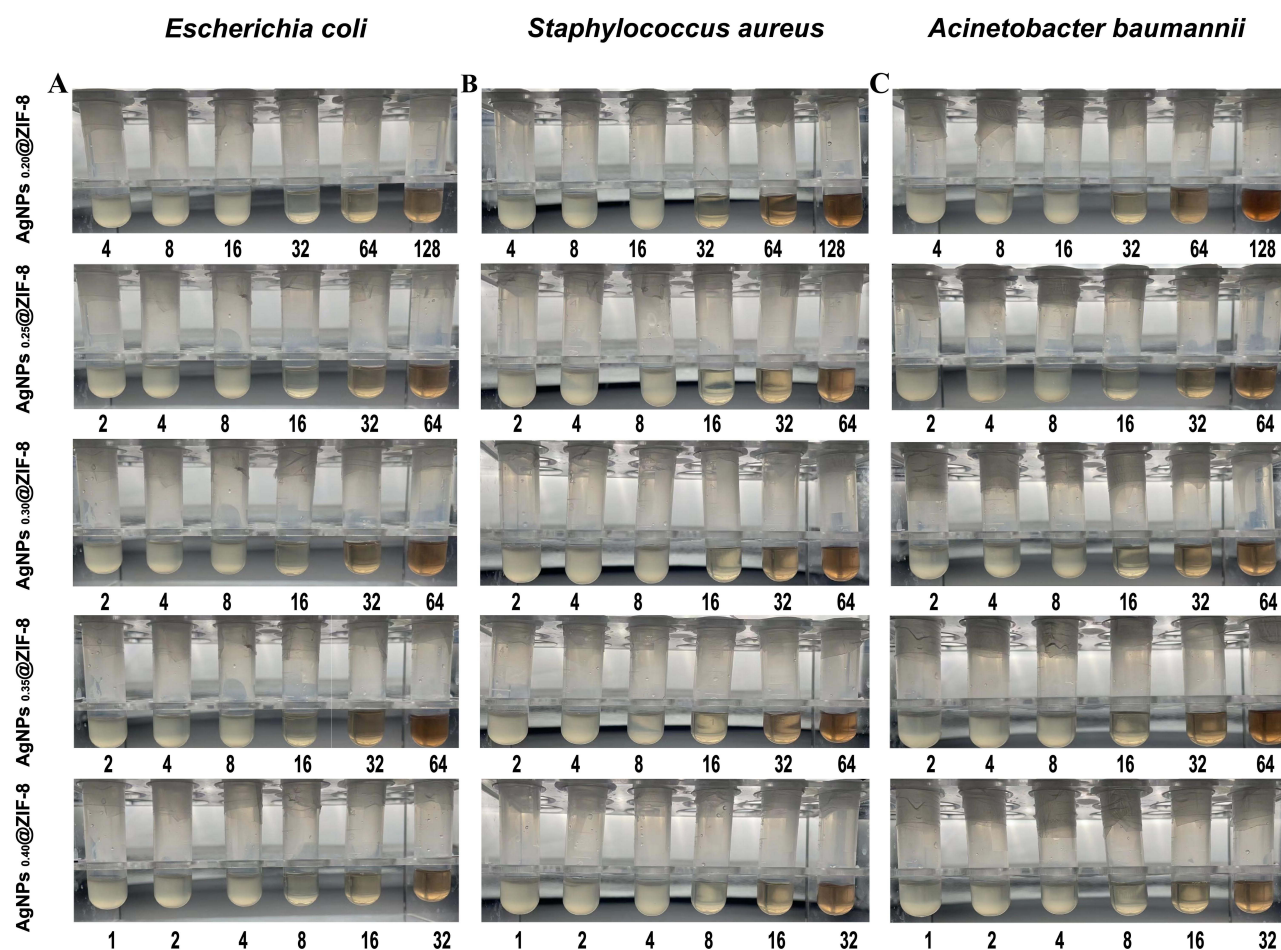 Escherichia coli Staphylococcus aureus Acinetobacter baumannii
A B C
AgNPs 0.20@ZIF-8
4 8 16 32 64 128 4 8 16 32 64 128 4 8 16 32 64 128
AgNPs 0.25@ZIF-8
2 4 8 16 32 64 2 4 8 16 32 64 2 4 8 16 32 64
AgNPs 0.30@ZIF-8
2 4 8 16 32 64 2 4 8 16 32 64 2 4 8 16 32 64
AgNPs 0.35@ZIF-8
2 4 8 16 32 64 2 4 8 16 32 64 2 4 8 16 32 64
AgNPs 0.40@ZIF-8
1 2 4 8 16 32 1 2 4 8 16 32 1 2 4 8 16 32